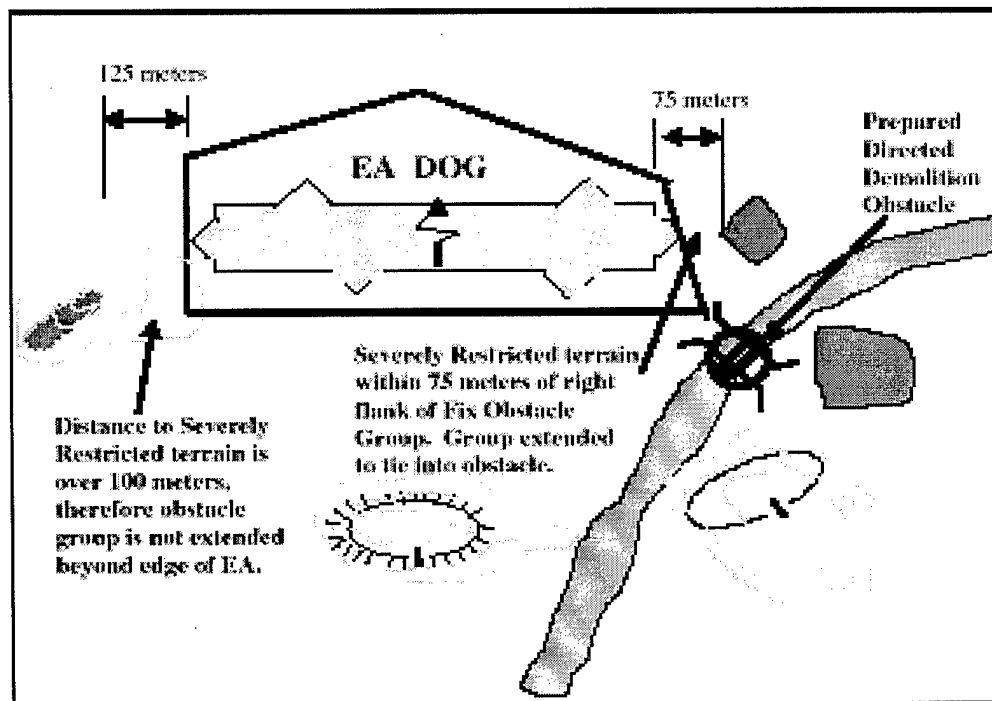 125 meters
75 meters
Prepared
Directed
Demolition
Obstacle
EA DOG
Severely Restricted terrain
within 75 meters of right
flank of Fix Obstacle
Group. Group extended
to tie into obstacle.
Distance to Severely
Restricted terrain is
over 100 meters,
therefore obstacle
group is not extended
beyond edge of EA.